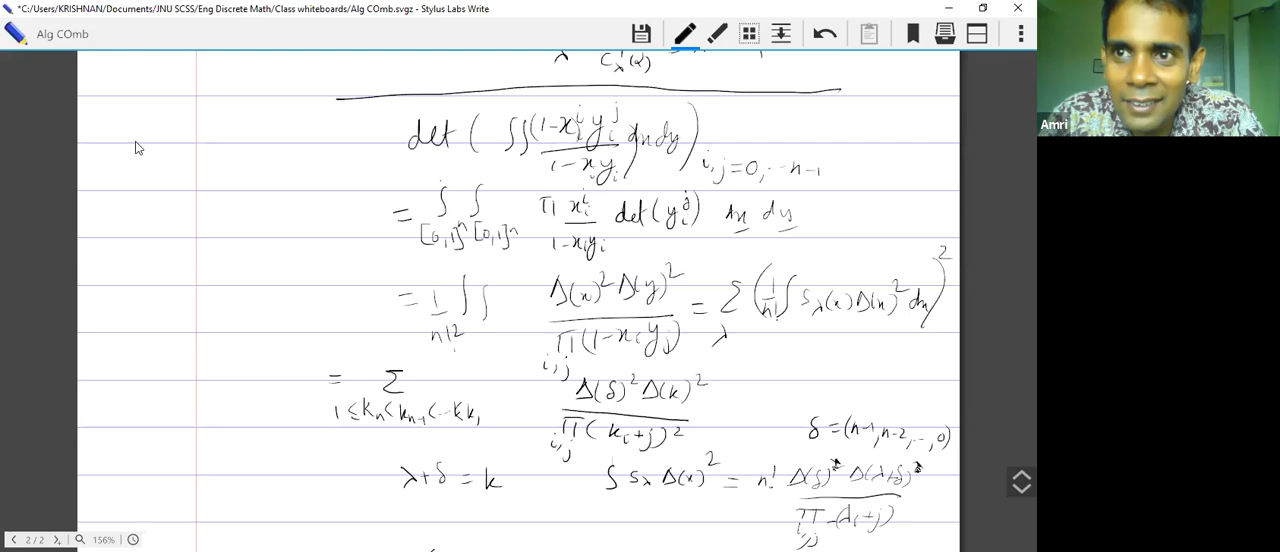 *C:/Users/KRISHNAN/Documents/JNU SCSS/Eng Discrete Math/Class whiteboards/Alg COmb.svgz - Stylus Labs Write
Alg COmb
λ C'_λ(α)
det ( ∫∫ (1-x_i^i y_i^j)/(1-x_i y_i) dx dy )_{i,j=0,--n-1}
= ∫_{[0,1]^n} ∫_{[0,1]^n} Π x_i^i/(1-x_i y_i) det(y_i^j) dx dy
= 1/n!^2 ∫∫ Δ(x)^2 Δ(y)^2 / Π_{i,j}(1-x_i y_j) = Σ_λ ( 1/n! ∫ s_λ(x) Δ(x)^2 dx )^2
= Σ_{1≤k_n<k_{n-1}<--<k_1} Δ(δ)^2 Δ(k)^2 / Π_{i,j}(k_i+j)^2
δ = (n-1, n-2, --, 0)
λ+δ = k ∫ s_λ Δ(x)^2 = n! Δ(δ) Δ(λ+δ) / Π_{i,j}
2 / 2
156%
Amri